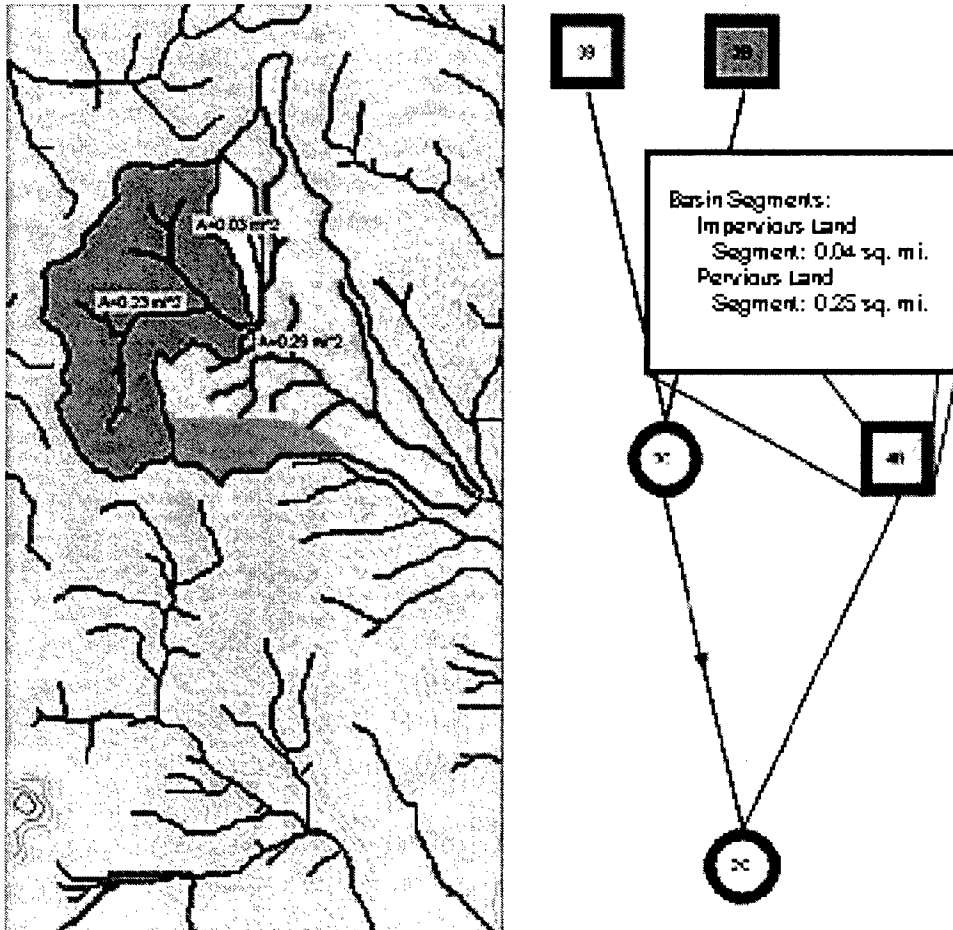 A=0.03 mi^2
A=0.23 mi^2
A=0.29 mi^2
Basin Segments:
Impervious Land
Segment: 0.04 sq. mi.
Pervious Land
Segment: 0.25 sq. mi.